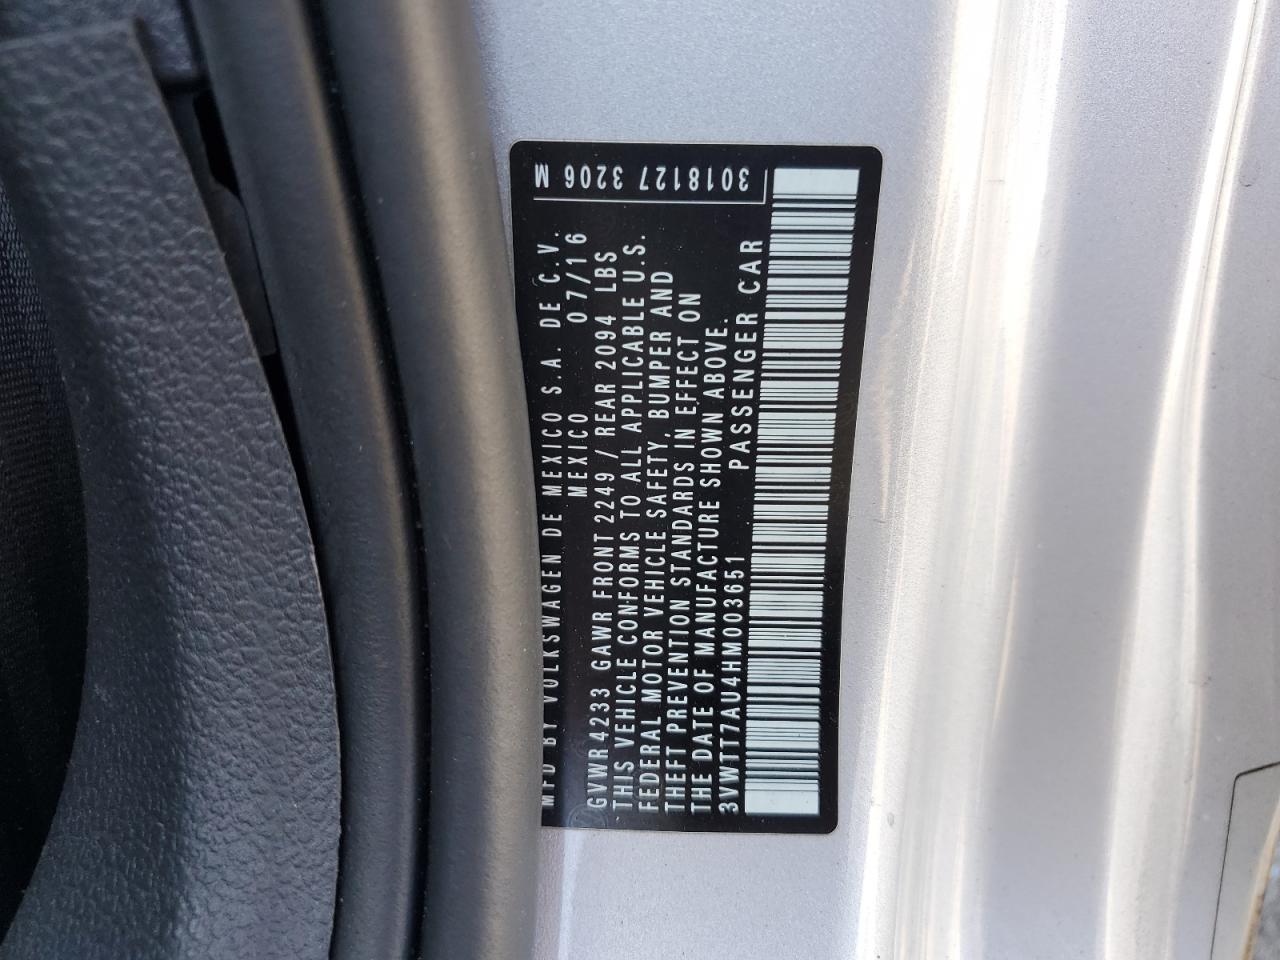 MFD BY VOLKSWAGEN DE MEXICO S.A. DE C.V.
MEXICO 07/16
GVWR 4233 GAWR FRONT 2249 / REAR 2094 LBS
THIS VEHICLE CONFORMS TO ALL APPLICABLE U.S.
FEDERAL MOTOR VEHICLE SAFETY, BUMPER AND
THEFT PREVENTION STANDARDS IN EFFECT ON
THE DATE OF MANUFACTURE SHOWN ABOVE.
3VWTT7AU4HM003651 PASSENGER CAR
3018127 3206 M